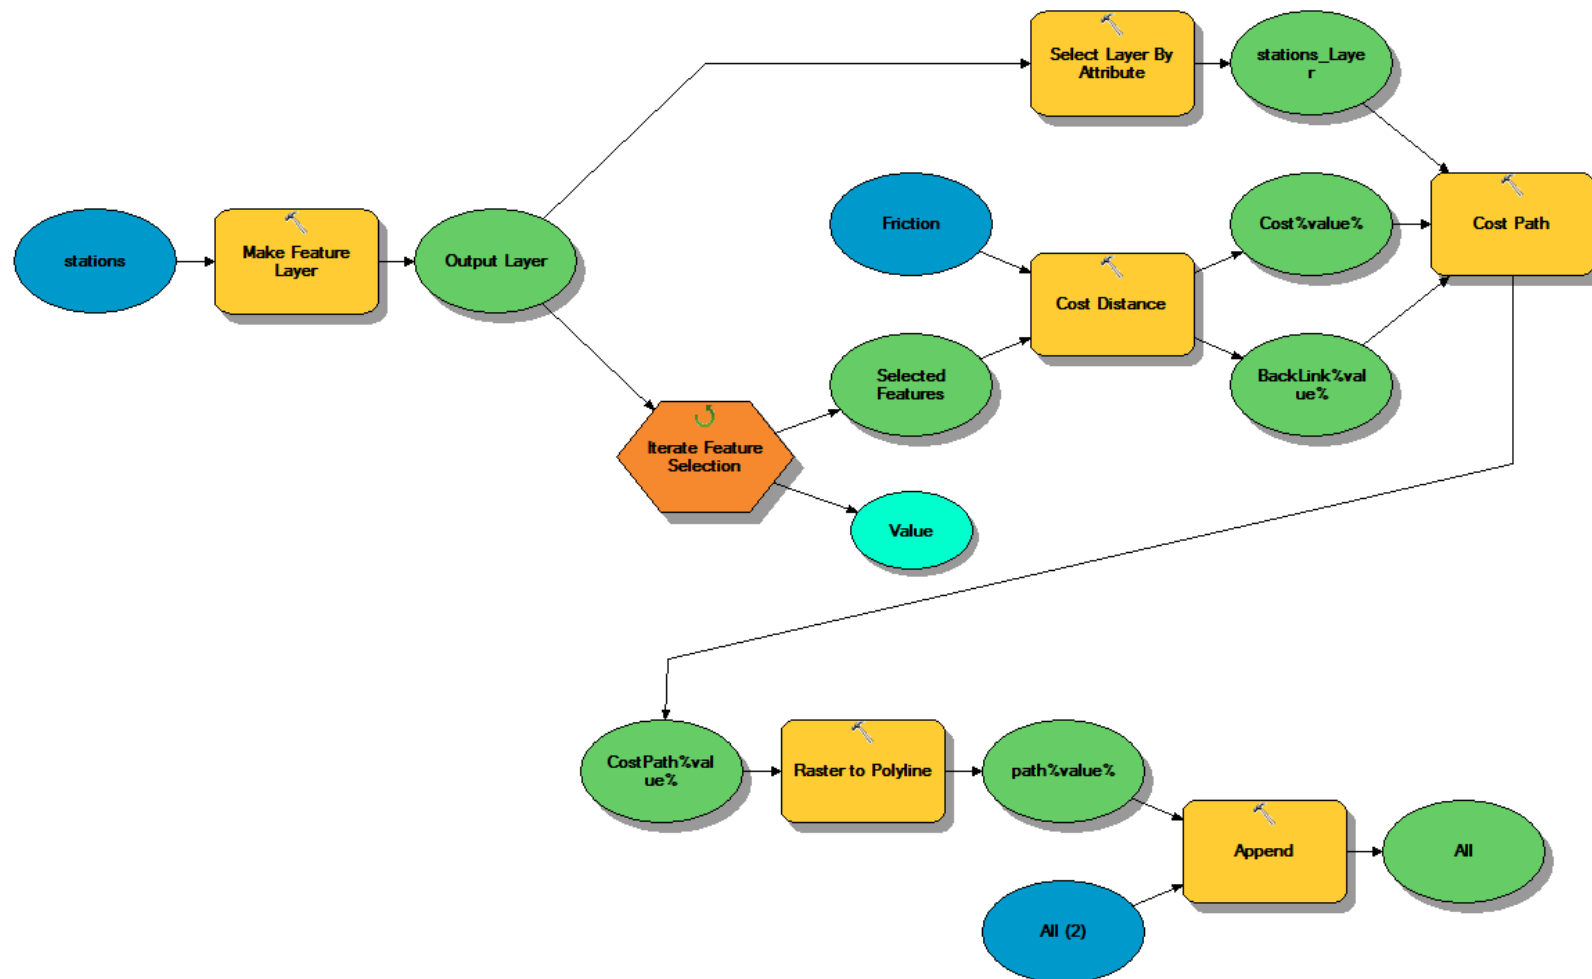 Select Layer By
Attribute
stations_Laye
r
stations
Make Feature
Layer
Output Layer
Friction
Cost%value%
Cost Path
Cost Distance
Selected
Features
BackLink%val
ue%
Iterate Feature
Selection
Value
CostPath%val
ue%
Raster to Polyline
path%value%
Append
All
All (2)